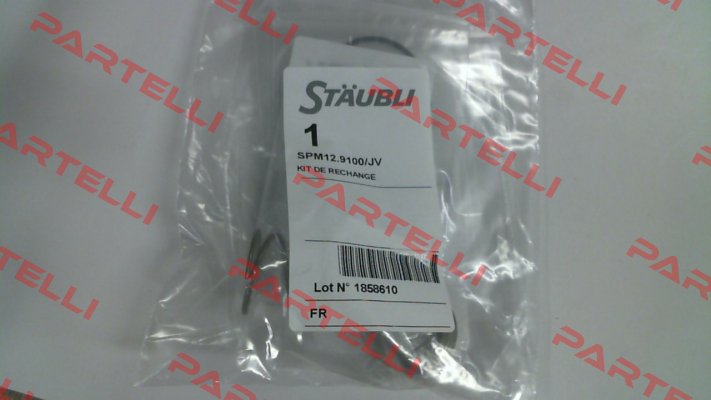 STÄUBLI
1
SPM12.9100/JV
KIT DE RECHANGE
Lot N° 1858610
FR
PARTELLI
PARTELLI
PARTELLI
PARTELLI
PARTELLI
PARTELLI
PARTELLI
PARTELLI
PARTELLI